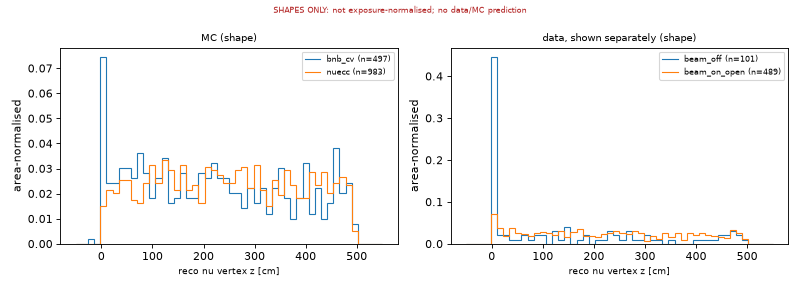 SHAPES ONLY: not exposure-normalised; no data/MC prediction
MC (shape)
area-normalised
0.07
0.06
0.05
0.04
0.03
0.02
0.01
0.00
bnb_cv (n=497)
nuecc (n=983)
0
100
200
300
400
500
reco nu vertex z [cm]
data, shown separately (shape)
area-normalised
0.4
0.3
0.2
0.1
0.0
beam_off (n=101)
beam_on_open (n=489)
0
100
200
300
400
500
reco nu vertex z [cm]